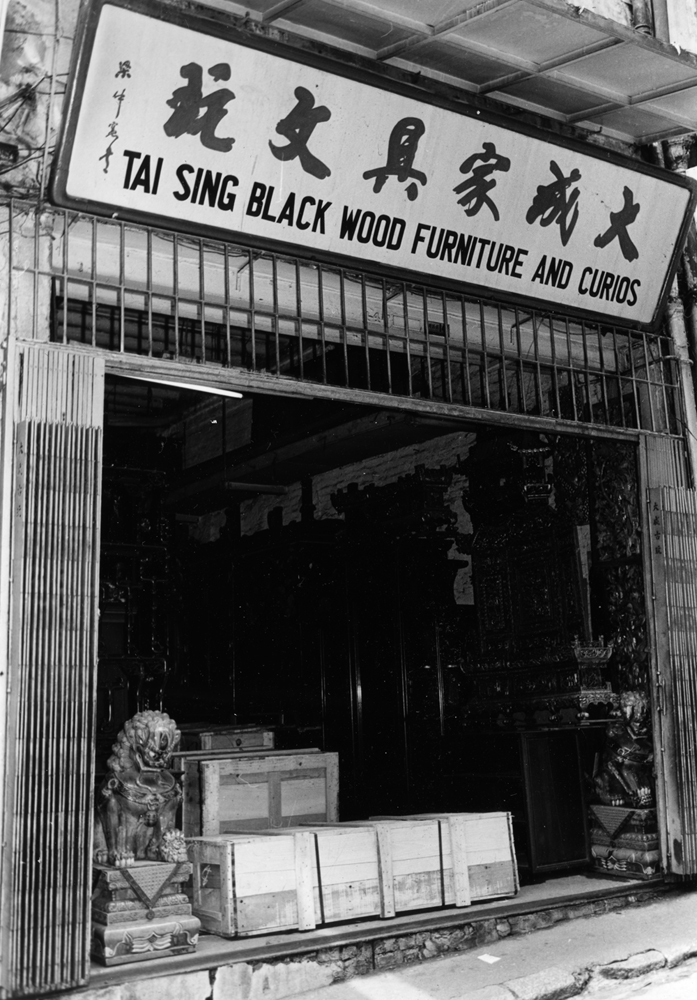 大成家具文玩
TAI SING BLACK WOOD FURNITURE AND CURIOS